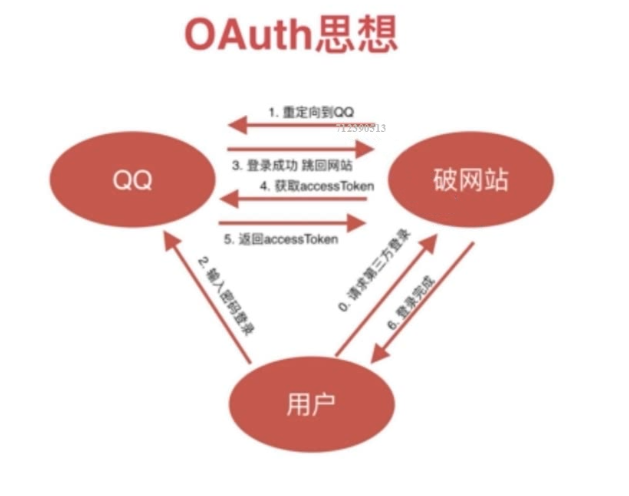 OAuth思想
1. 重定向到QQ
712390513
3. 登录成功 跳回网站
4. 获取accessToken
5. 返回accessToken
QQ
破网站
2. 输入密码登录
0. 请求第三方登录
6. 登录完成
用户